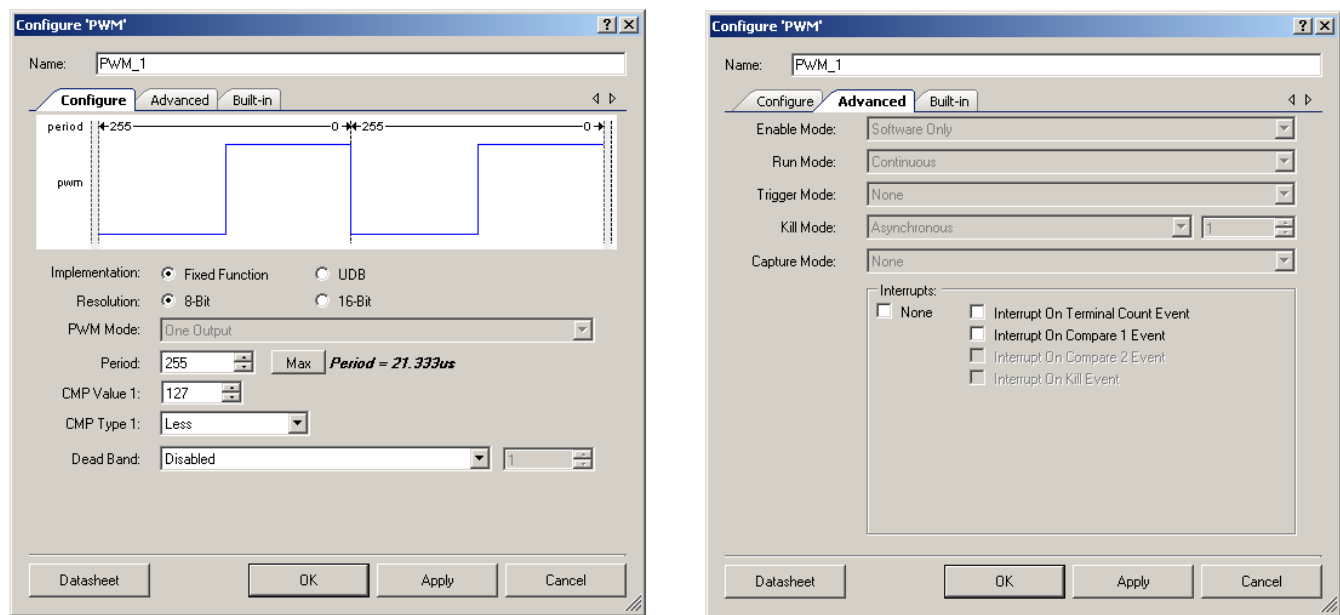 Configure 'PWM'
Name: PWM_1
Configure Advanced Built-in
period 255 0 255 0
pwm
Implementation: Fixed Function UDB
Resolution: 8-Bit 16-Bit
PWM Mode: One Output
Period: 255 Max Period = 21.333us
CMP Value 1: 127
CMP Type 1: Less
Dead Band: Disabled 1
Datasheet OK Apply Cancel
Configure 'PWM'
Name: PWM_1
Configure Advanced Built-in
Enable Mode: Software Only
Run Mode: Continuous
Trigger Mode: None
Kill Mode: Asynchronous 1
Capture Mode: None
Interrupts:
None Interrupt On Terminal Count Event
Interrupt On Compare 1 Event
Interrupt On Compare 2 Event
Interrupt On Kill Event
Datasheet OK Apply Cancel